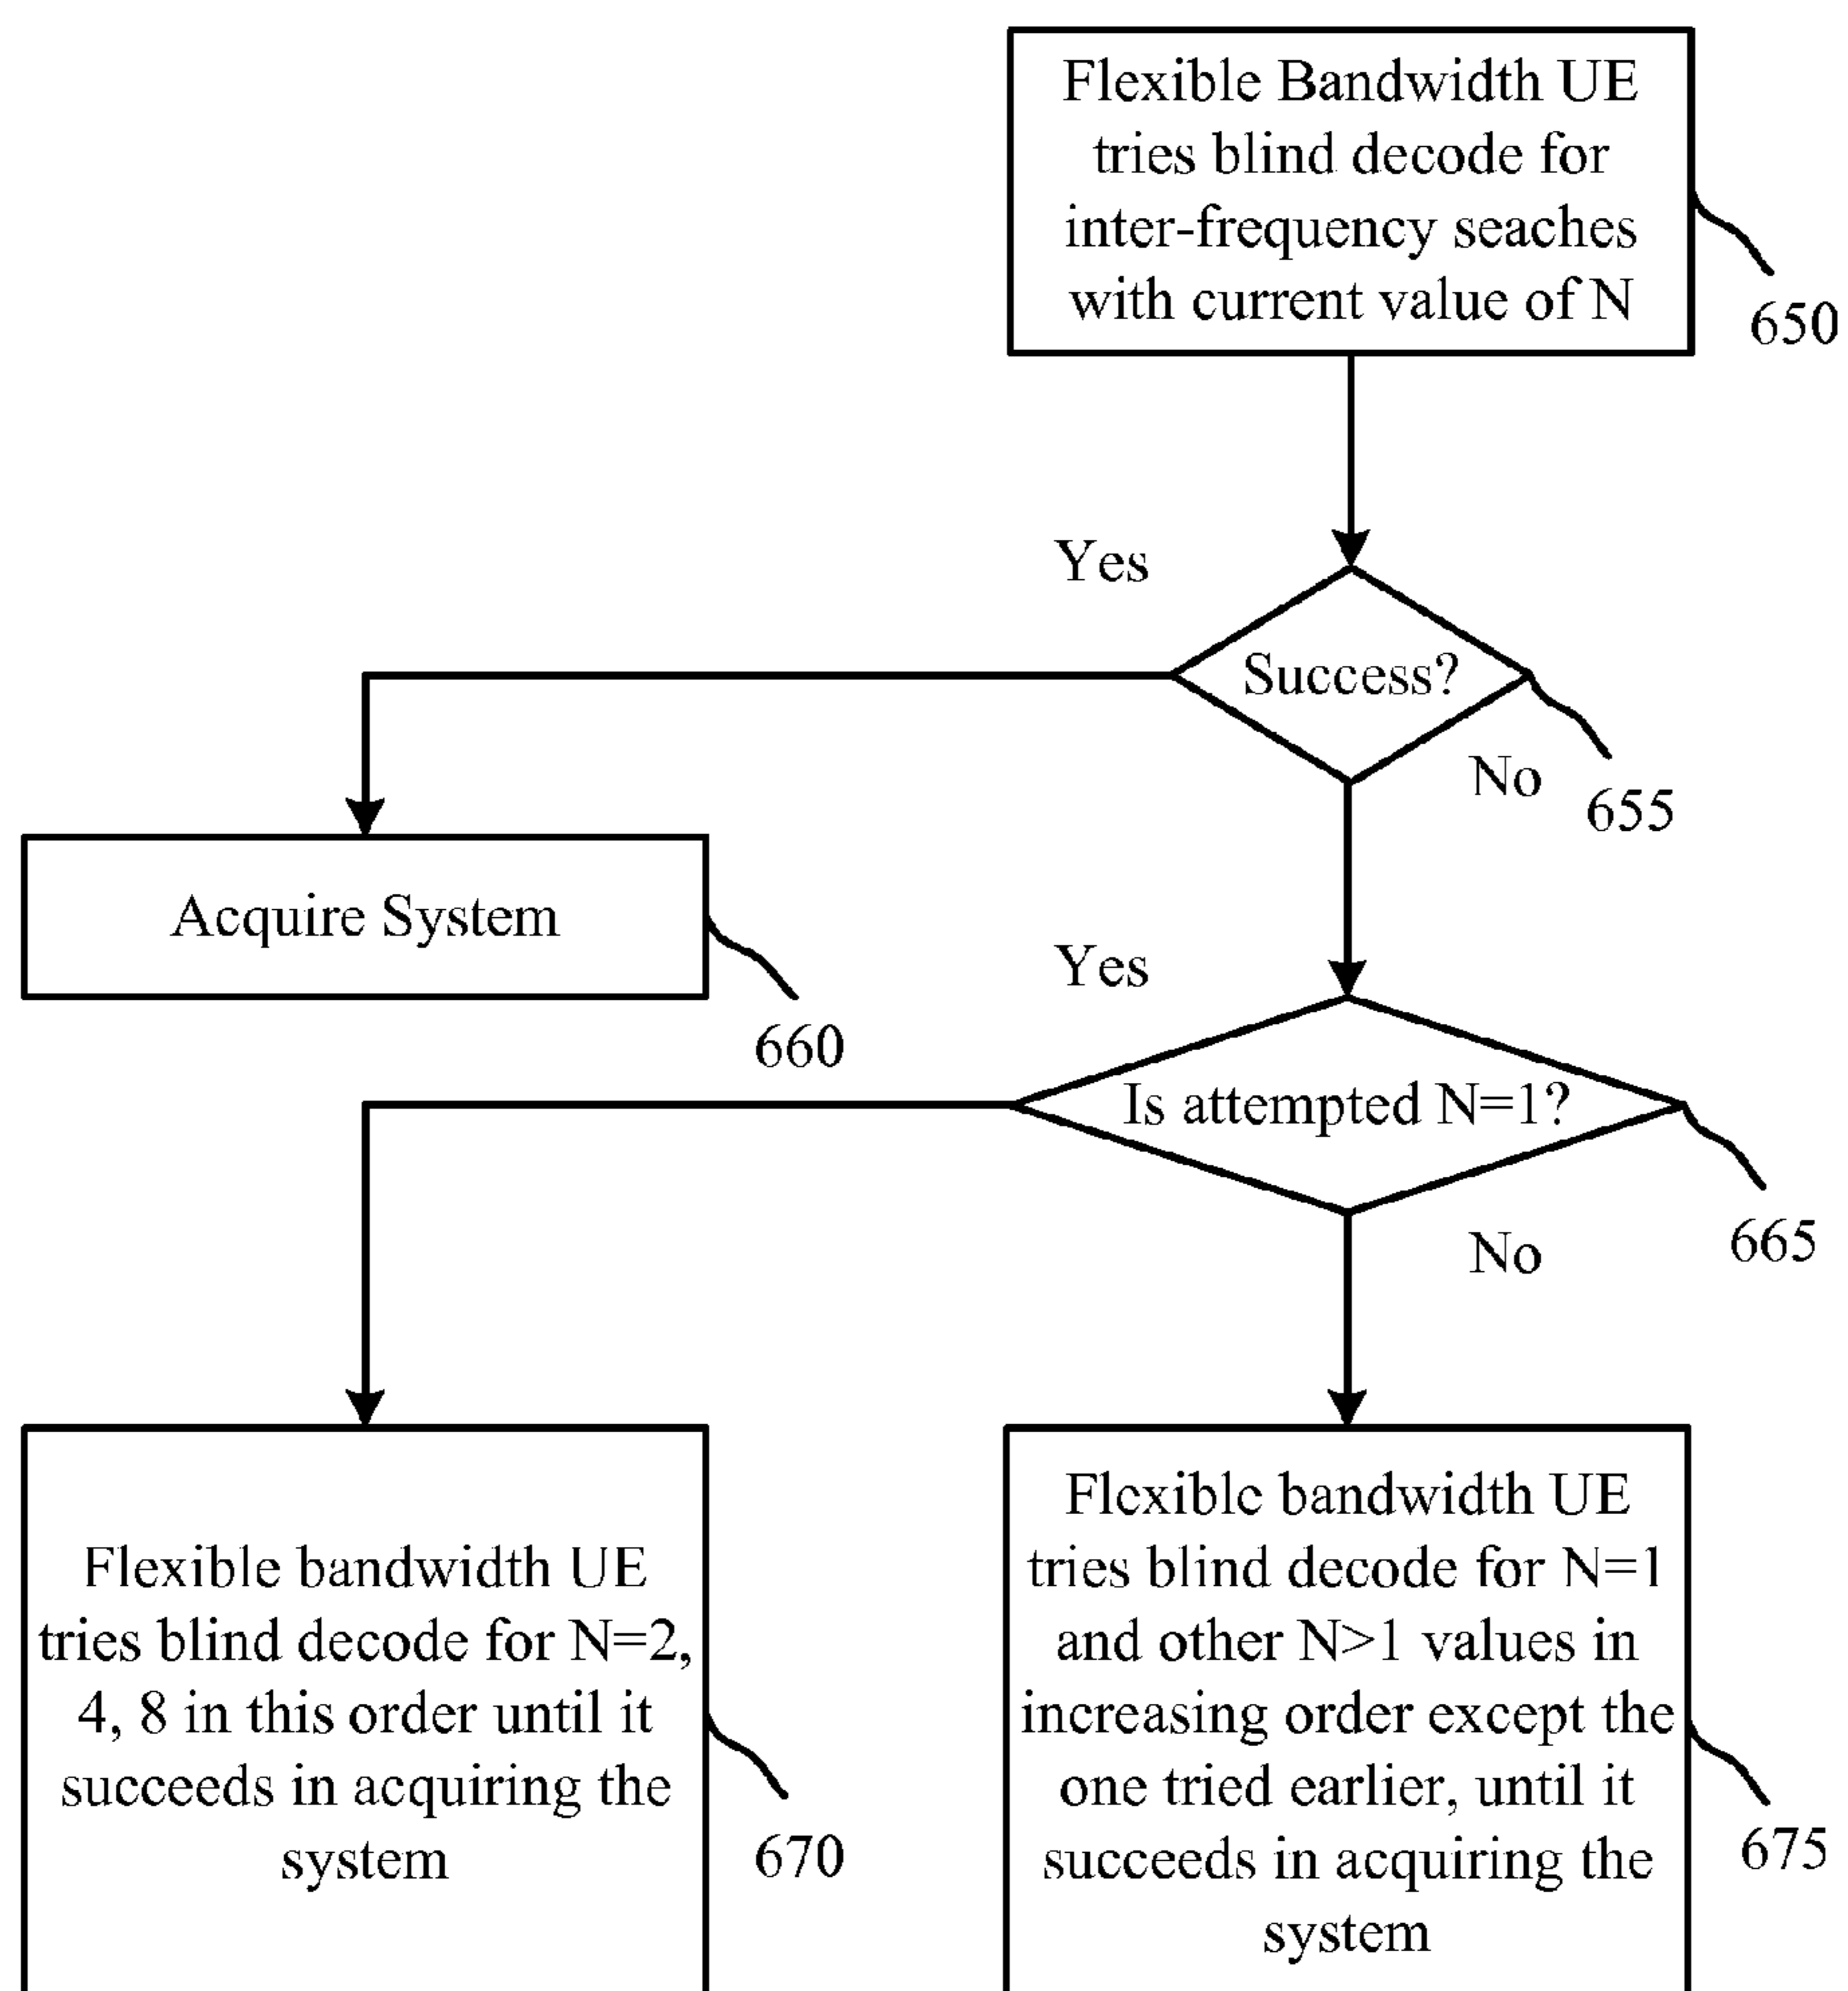 Flexible Bandwidth UE
tries blind decode for
inter-frequency seaches
with current value of N
650
Yes
Success?
No
655
Acquire System
660
Yes
Is attempted N=1?
665
No
Flexible bandwidth UE
tries blind decode for N=2,
4, 8 in this order until it
succeeds in acquiring the
system
670
Flexible bandwidth UE
tries blind decode for N=1
and other N>1 values in
increasing order except the
one tried earlier, until it
succeeds in acquiring the
system
675